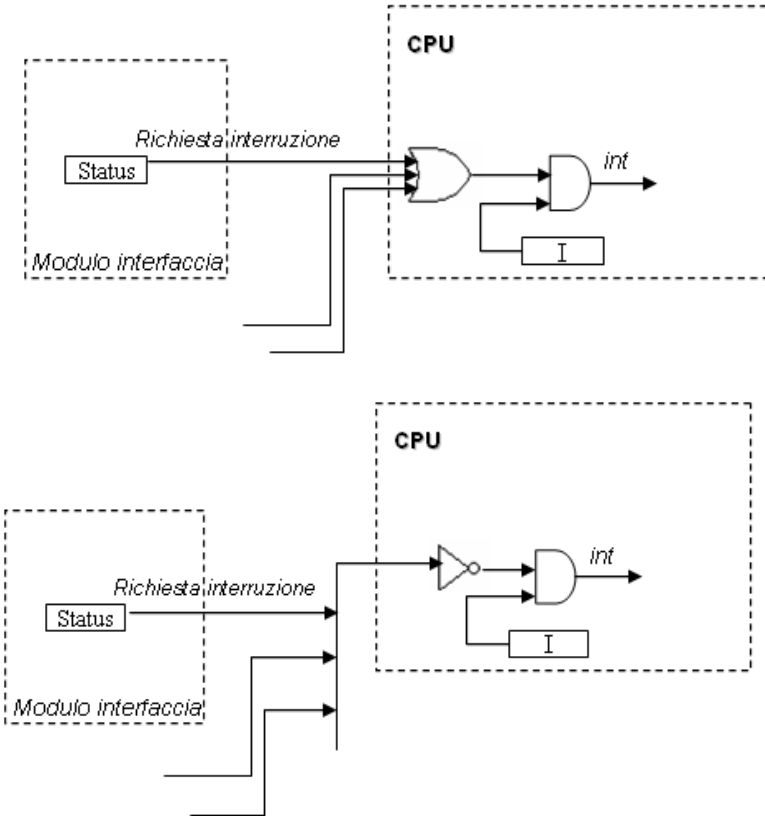 CPU
Richiesta interruzione
int
Status
I
Modulo interfaccia
CPU
int
Richiesta interruzione
Status
I
Modulo interfaccia